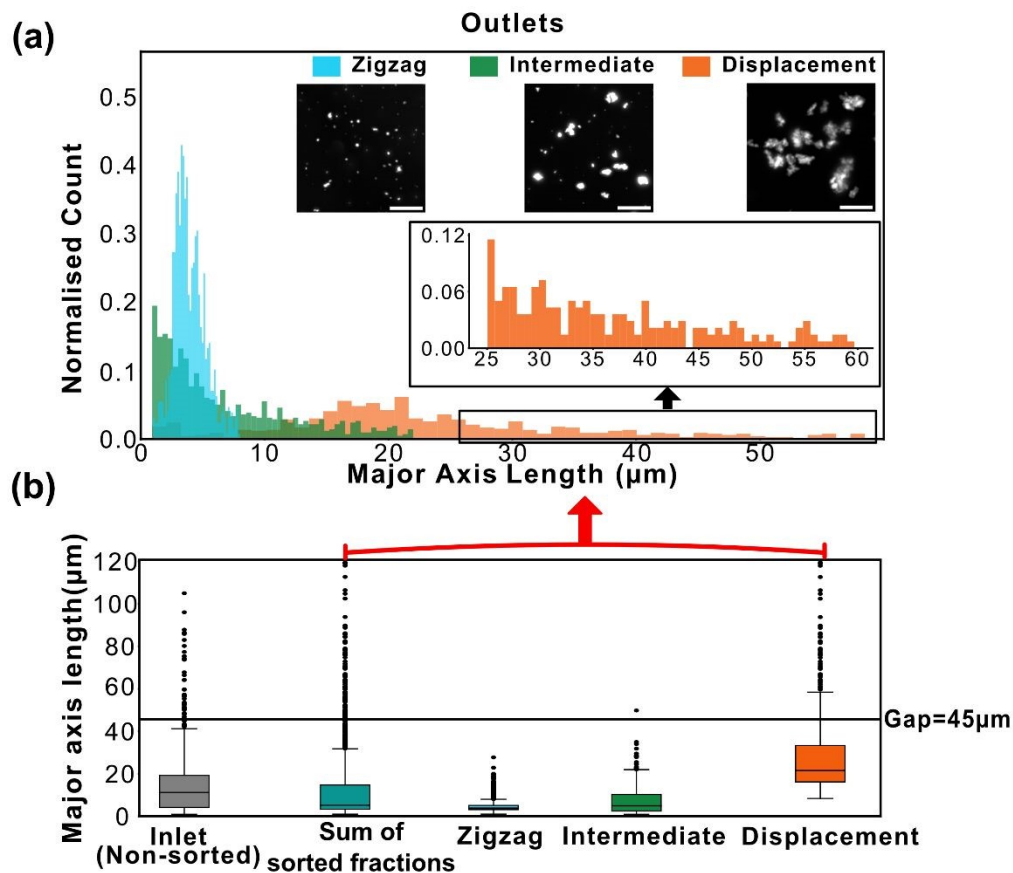 Outlets
(a)
Zigzag
Intermediate
Displacement
Normalised Count
0.5
0.4
0.3
0.2
0.1
0.0
0.12
0.06
0.00
25 30 35 40 45 50 55 60
0 10 20 30 40 50
Major Axis Length (µm)
(b)
Major axis length(µm)
120
100
80
60
40
20
0
Gap=45µm
Inlet
(Non-sorted)
Sum of
sorted fractions
Zigzag
Intermediate
Displacement